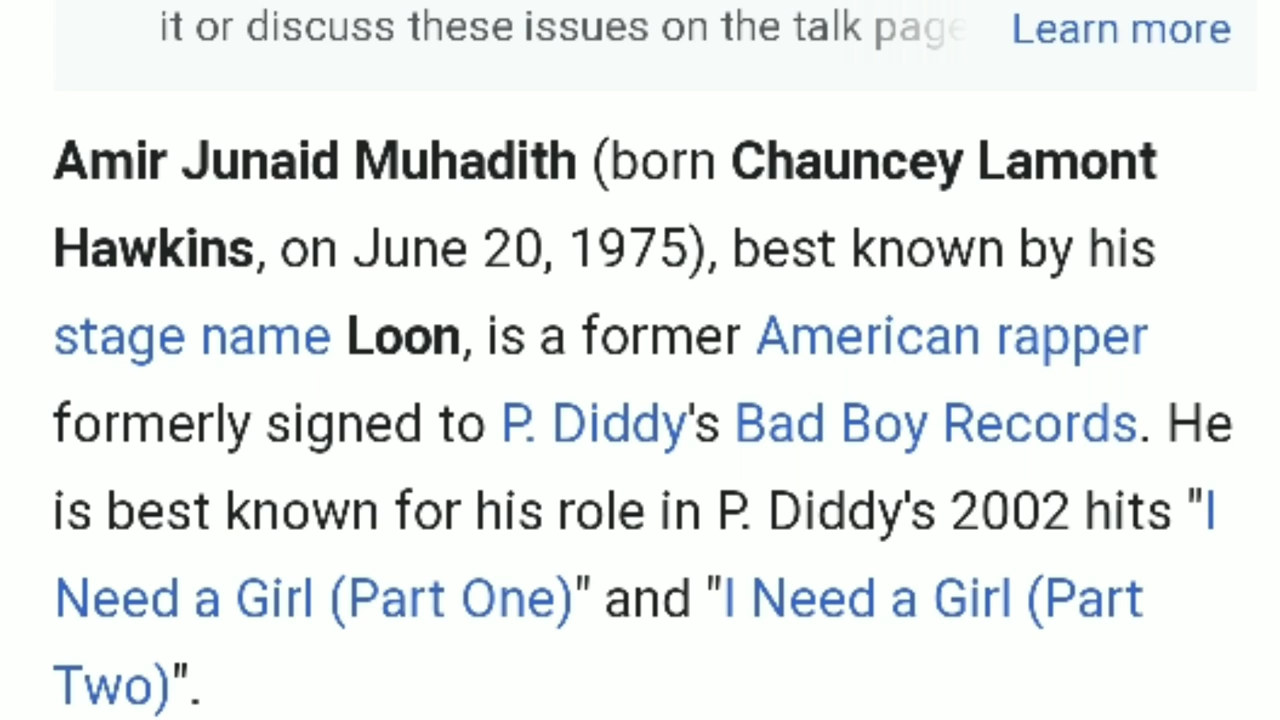 it or discuss these issues on the talk page Learn more
Amir Junaid Muhadith (born Chauncey Lamont
Hawkins, on June 20, 1975), best known by his
stage name Loon, is a former American rapper
formerly signed to P. Diddy's Bad Boy Records. He
is best known for his role in P. Diddy's 2002 hits "I
Need a Girl (Part One)" and "I Need a Girl (Part
Two)".